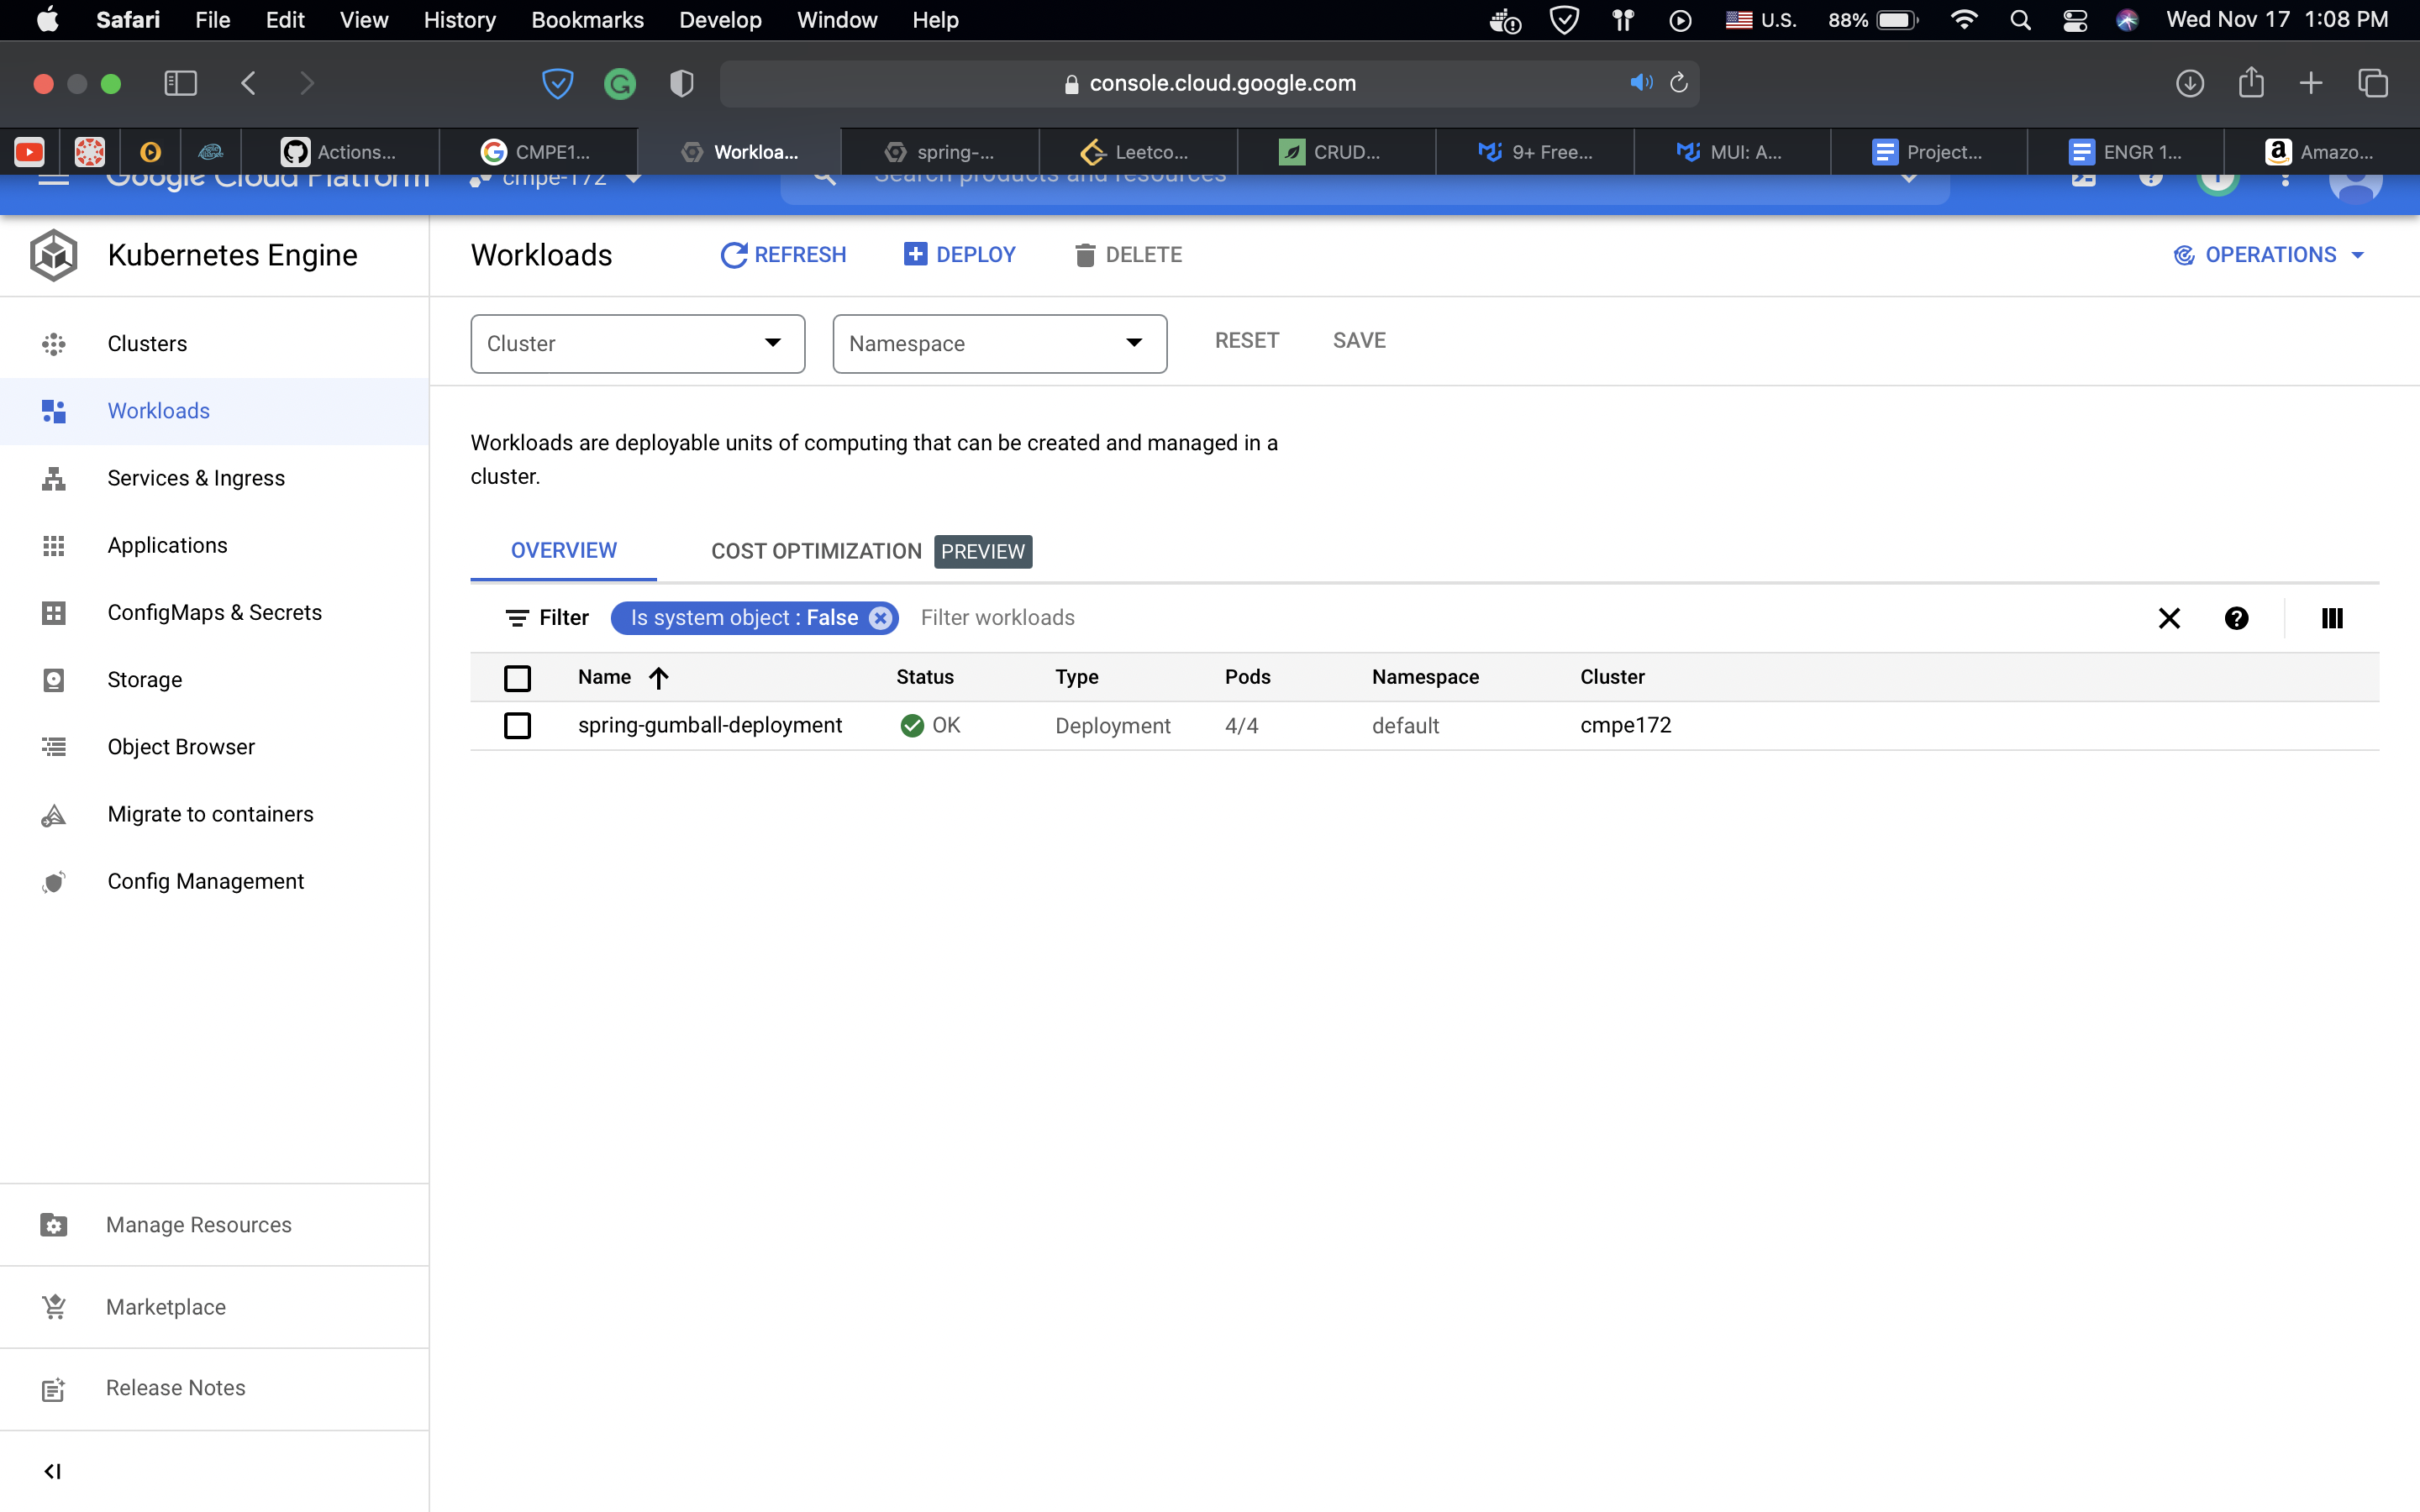 Safari File Edit View History Bookmarks Develop Window Help U.S. 88% Wed Nov 17 1:08 PM
console.cloud.google.com
Actions... CMPE1... Workloa... spring-... Leetco... CRUD... 9+ Free... MUI: A... Project... ENGR 1... Amazo...
Google Cloud Platform cmpe-172 Search products and resources
Kubernetes Engine
Workloads REFRESH DEPLOY DELETE OPERATIONS
Clusters
Workloads
Services & Ingress
Applications
ConfigMaps & Secrets
Storage
Object Browser
Migrate to containers
Config Management
Manage Resources
Marketplace
Release Notes
Cluster Namespace RESET SAVE
Workloads are deployable units of computing that can be created and managed in a
cluster.
OVERVIEW COST OPTIMIZATION PREVIEW
Filter Is system object : False Filter workloads
Name Status Type Pods Namespace Cluster
spring-gumball-deployment OK Deployment 4/4 default cmpe172